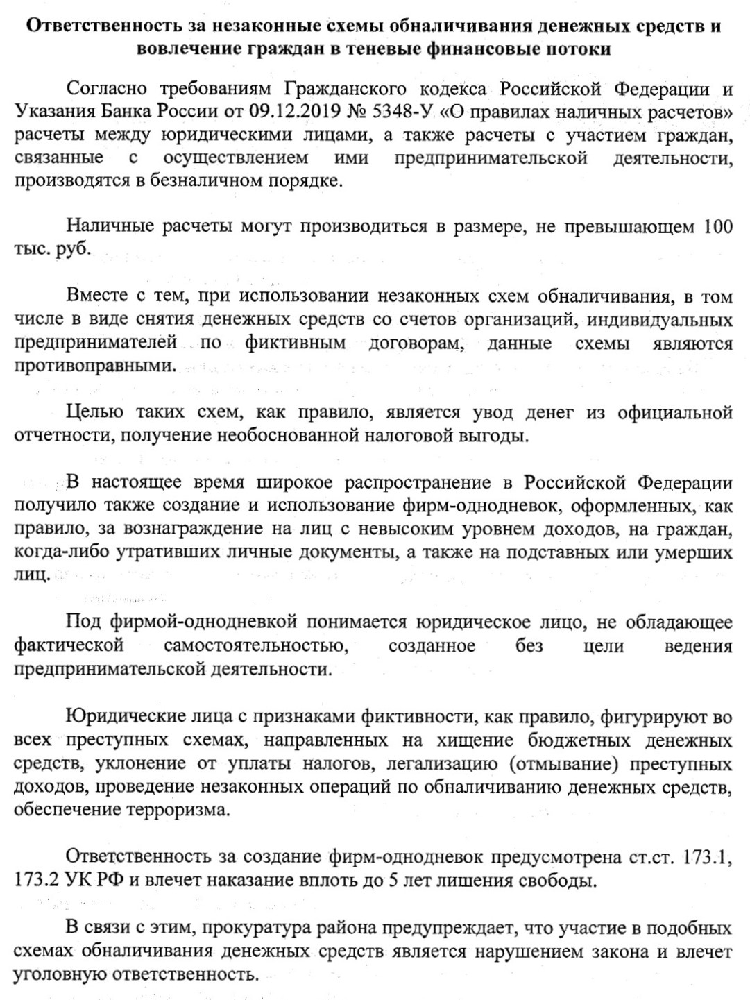 Ответственность за незаконные схемы обналичивания денежных средств и
вовлечение граждан в теневые финансовые потоки
Согласно требованиям Гражданского кодекса Российской Федерации и
Указания Банка России от 09.12.2019 № 5348-У «О правилах наличных расчетов»
расчеты между юридическими лицами, а также расчеты с участием граждан,
связанные с осуществлением ими предпринимательской деятельности,
производятся в безналичном порядке.
Наличные расчеты могут производиться в размере, не превышающем 100
тыс. руб.
Вместе с тем, при использовании незаконных схем обналичивания, в том
числе в виде снятия денежных средств со счетов организаций, индивидуальных
предпринимателей по фиктивным договорам, данные схемы являются
противоправными.
Целью таких схем, как правило, является увод денег из официальной
отчетности, получение необоснованной налоговой выгоды.
В настоящее время широкое распространение в Российской Федерации
получило также создание и использование фирм-однодневок, оформленных, как
правило, за вознаграждение на лиц с невысоким уровнем доходов, на граждан,
когда-либо утративших личные документы, а также на подставных или умерших
лиц.
Под фирмой-однодневкой понимается юридическое лицо, не обладающее
фактической самостоятельностью, созданное без цели ведения
предпринимательской деятельности.
Юридические лица с признаками фиктивности, как правило, фигурируют во
всех преступных схемах, направленных на хищение бюджетных денежных
средств, уклонение от уплаты налогов, легализацию (отмывание) преступных
доходов, проведение незаконных операций по обналичиванию денежных средств,
обеспечение терроризма.
Ответственность за создание фирм-однодневок предусмотрена ст.ст. 173.1,
173.2 УК РФ и влечет наказание вплоть до 5 лет лишения свободы.
В связи с этим, прокуратура района предупреждает, что участие в подобных
схемах обналичивания денежных средств является нарушением закона и влечет
уголовную ответственность.